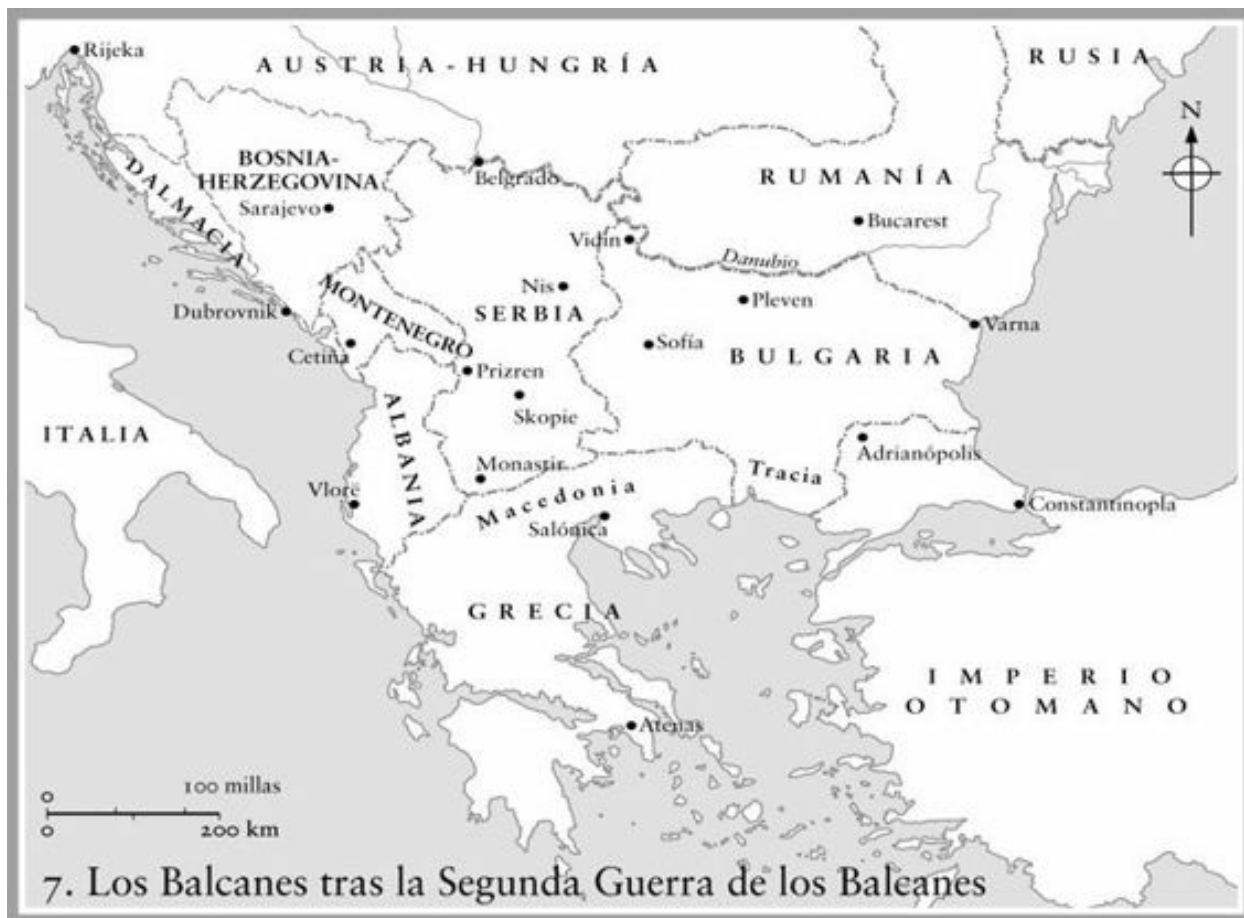 Rijeka
AUSTRIA-HUNGRÍA
RUSIA
N
BOSNIA-
HERZEGOVINA
Sarajevo
Belgrado
RUMANÍA
Bucarest
DALMACIA
Vidin
Danubio
Nis
Pleven
MONTENEGRO
SERBIA
Dubrovnik
Varna
Cetiña
Sofía
BULGARIA
Prizren
Skopie
ITALIA
ALBANIA
Adrianópolis
Monastir
Tracia
Vlorë
Macedonia
Constantinopla
Salónica
GRECIA
IMPERIO
OTOMANO
Atenas
0 100 millas
0 200 km
7. Los Balcanes tras la Segunda Guerra de los Baleanes